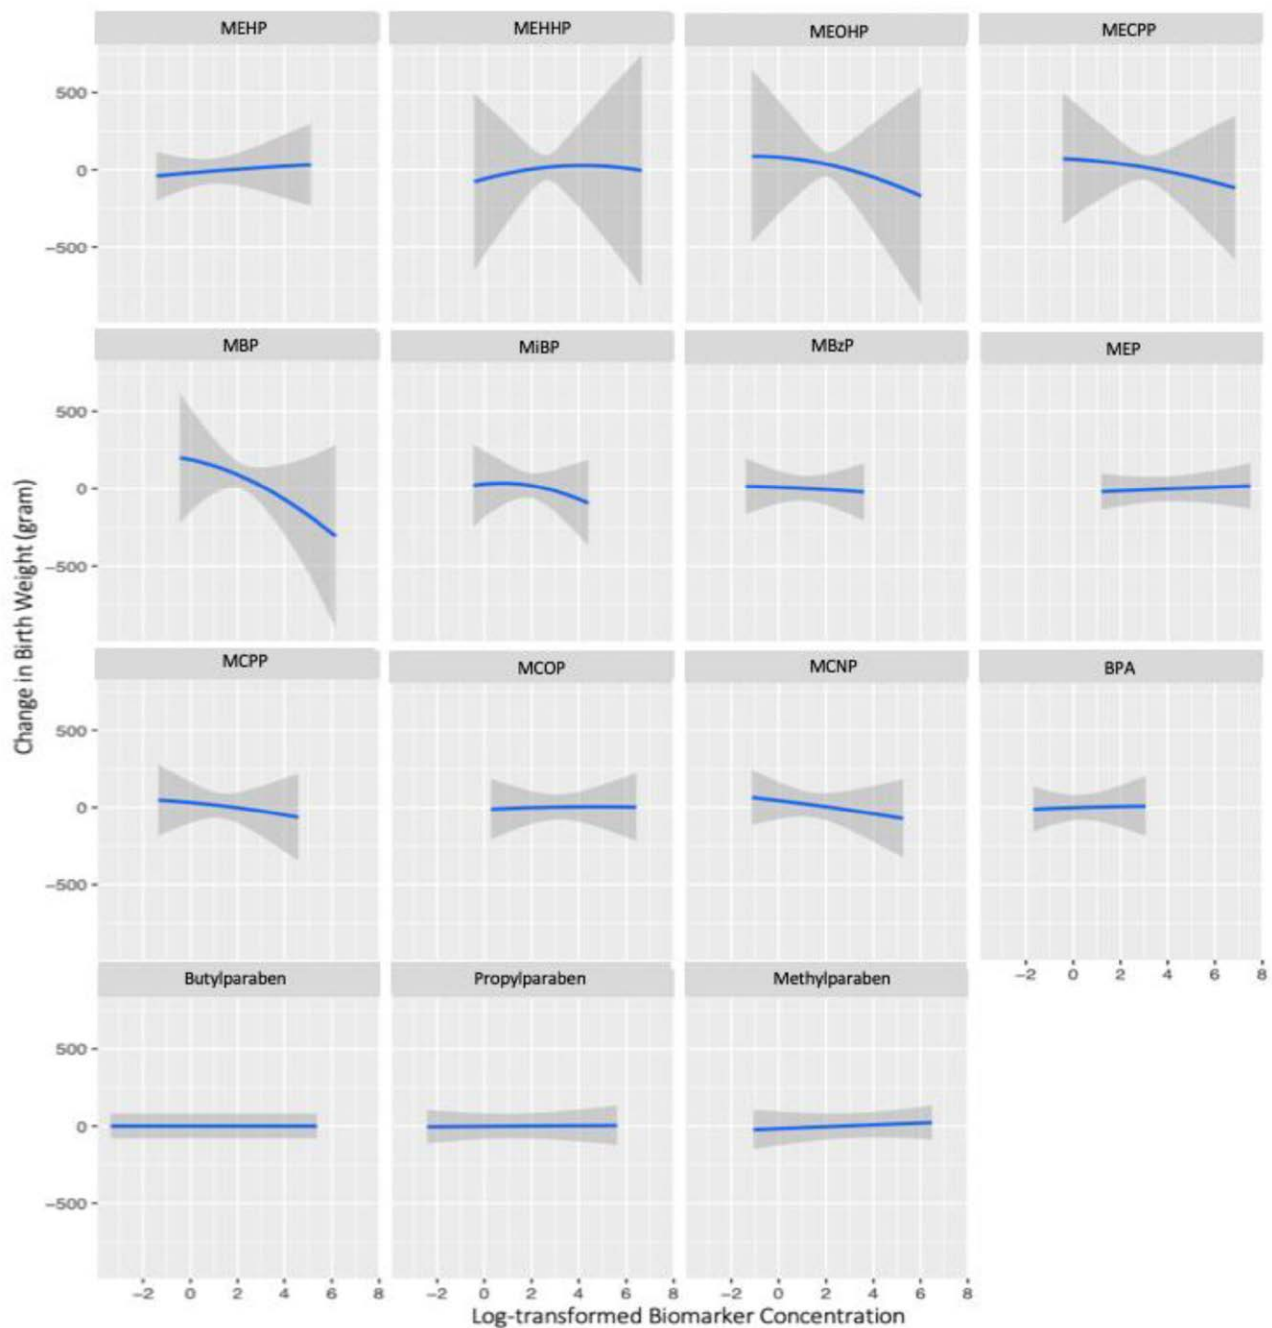 MEHP MEHHP MEOHP MECPP
500
0
−500
MBP MiBP MBzP MEP
500
0
−500
Change in Birth Weight (gram)
MCPP MCOP MCNP BPA
500
0
−500
−2 0 2 4 6 8
Butylparaben Propylparaben Methylparaben
500
0
−500
−2 0 2 4 6 8 −2 0 2 4 6 8 −2 0 2 4 6 8
Log-transformed Biomarker Concentration